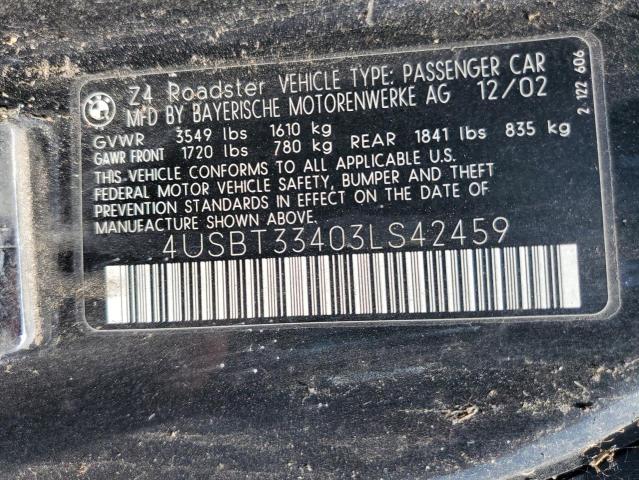 BMW
Z4 Roadster VEHICLE TYPE: PASSENGER CAR
MFD BY BAYERISCHE MOTORENWERKE AG 12/02
GVWR 3549 lbs 1610 kg
GAWR FRONT 1720 lbs 780 kg REAR 1841 lbs 835 kg
THIS VEHICLE CONFORMS TO ALL APPLICABLE U.S.
FEDERAL MOTOR VEHICLE SAFETY, BUMPER AND THEFT
PREVENTION STANDARDS IN EFFECT ON THE DATE OF
MANUFACTURE SHOWN ABOVE.
4USBT33403LS42459
2 122 606